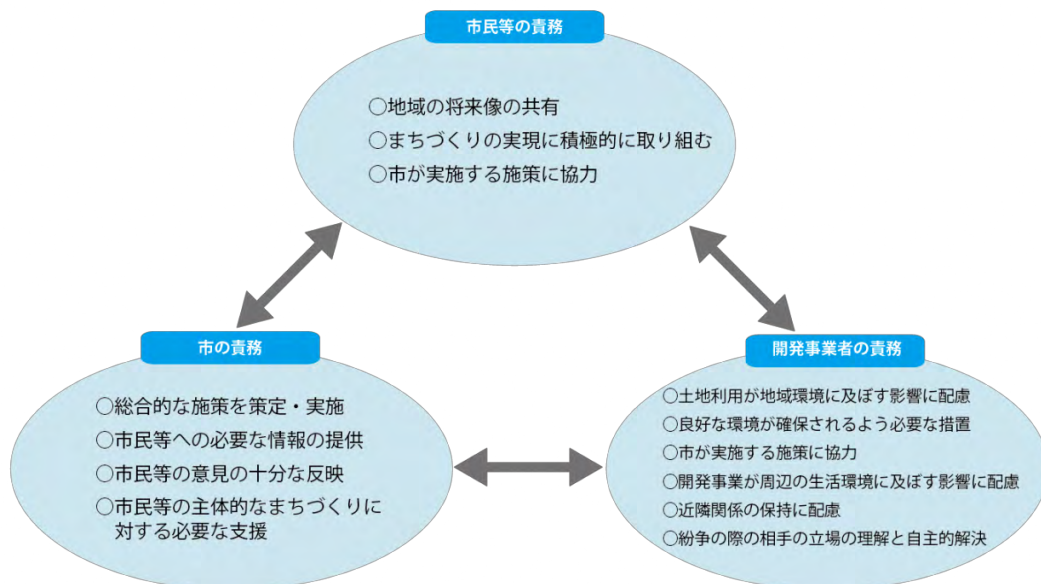 市民等の責務
○地域の将来像の共有
○まちづくりの実現に積極的に取り組む
○市が実施する施策に協力
市の責務
○総合的な施策を策定・実施
○市民等への必要な情報の提供
○市民等の意見の十分な反映
○市民等の主体的なまちづくりに
対する必要な支援
開発事業者の責務
○土地利用が地域環境に及ぼす影響に配慮
○良好な環境が確保されるよう必要な措置
○市が実施する施策に協力
○開発事業が周辺の生活環境に及ぼす影響に配慮
○近隣関係の保持に配慮
○紛争の際の相手の立場の理解と自主的解決